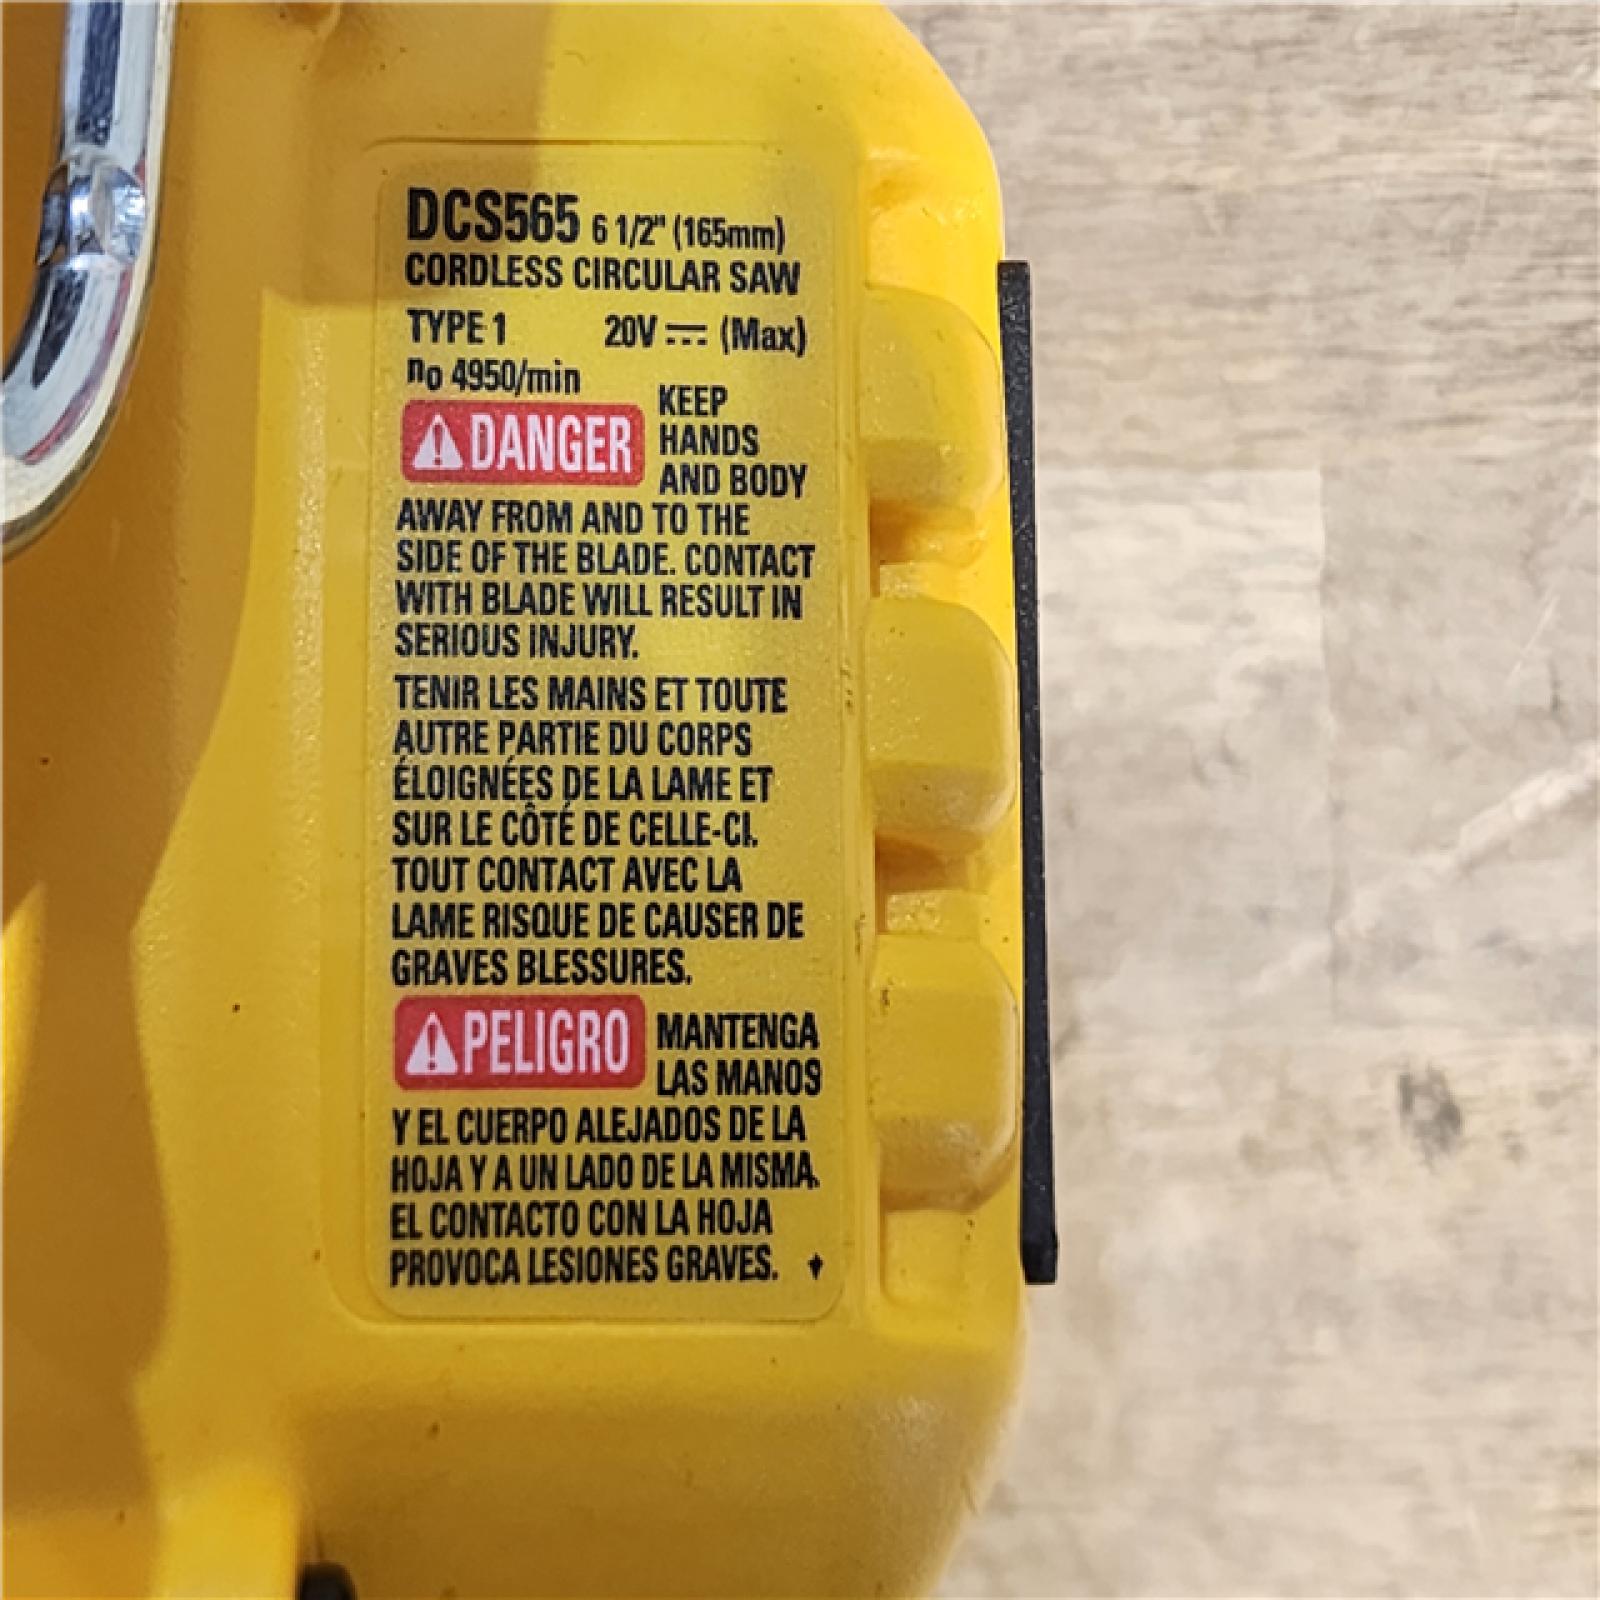 DCS565 6 1/2" (165mm)
CORDLESS CIRCULAR SAW
TYPE 1 20V ⎓ (Max)
no 4950/min
⚠DANGER KEEP
HANDS
AND BODY
AWAY FROM AND TO THE
SIDE OF THE BLADE. CONTACT
WITH BLADE WILL RESULT IN
SERIOUS INJURY.
TENIR LES MAINS ET TOUTE
AUTRE PARTIE DU CORPS
ÉLOIGNÉES DE LA LAME ET
SUR LE CÔTÉ DE CELLE-CI.
TOUT CONTACT AVEC LA
LAME RISQUE DE CAUSER DE
GRAVES BLESSURES.
⚠PELIGRO MANTENGA
LAS MANOS
Y EL CUERPO ALEJADOS DE LA
HOJA Y A UN LADO DE LA MISMA.
EL CONTACTO CON LA HOJA
PROVOCA LESIONES GRAVES.